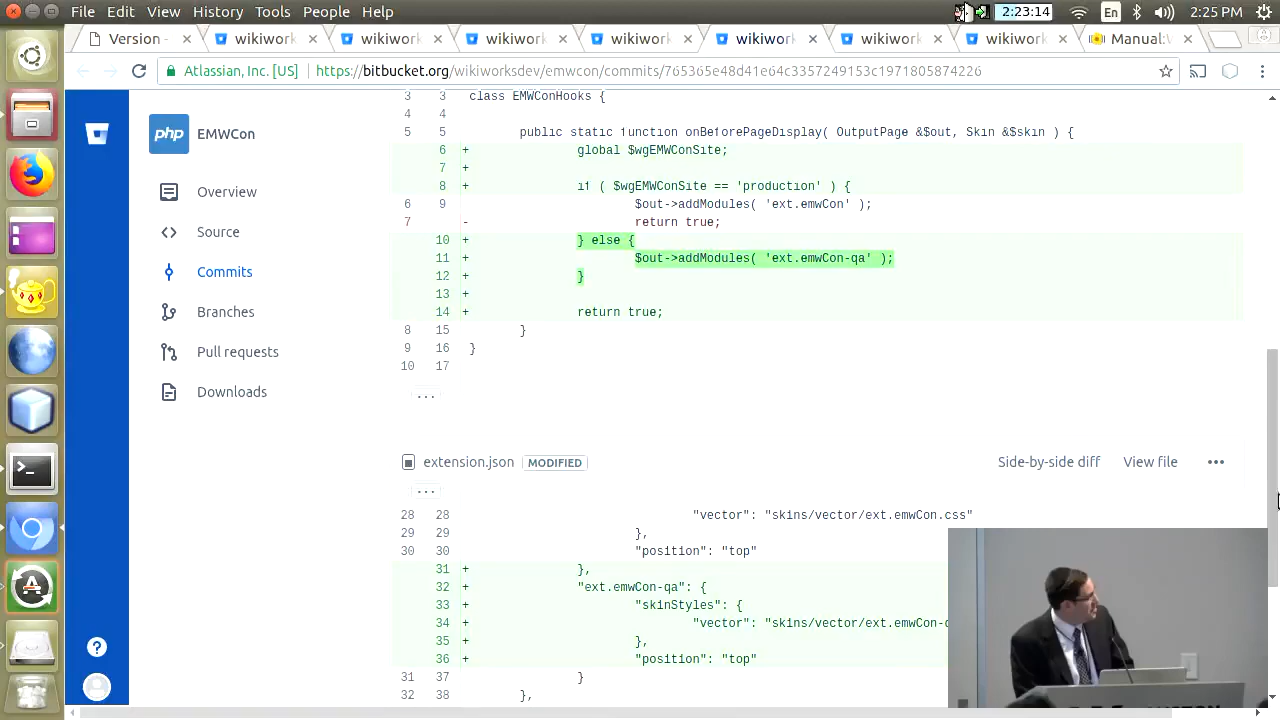 File Edit View History Tools People Help
2:23:14 En 2:25 PM
Version - × wikiwork × wikiwork × wikiwork × wikiwork × wikiwork × wikiwork × wikiwork × Manual: ×
Atlassian, Inc. [US] https://bitbucket.org/wikiworksdev/emwcon/commits/765365e48d41e64c3357249153c1971805874226
php EMWCon
Overview
Source
Commits
Branches
Pull requests
Downloads
3 3 class EMWConHooks {
4 4
5 5 public static function onBeforePageDisplay( OutputPage &$out, Skin &$skin ) {
6 + global $wgEMWConSite;
7 +
8 + if ( $wgEMWConSite == 'production' ) {
6 9 $out->addModules( 'ext.emwCon' );
7 - return true;
10 + } else {
11 + $out->addModules( 'ext.emwCon-qa' );
12 + }
13 +
14 + return true;
8 15 }
9 16 }
10 17
...
extension.json MODIFIED Side-by-side diff View file •••
...
28 28 "vector": "skins/vector/ext.emwCon.css"
29 29 },
30 30 "position": "top"
31 + },
32 + "ext.emwCon-qa": {
33 + "skinStyles": {
34 + "vector": "skins/vector/ext.emwCon-
35 + },
36 + "position": "top"
31 37 }
32 38 },